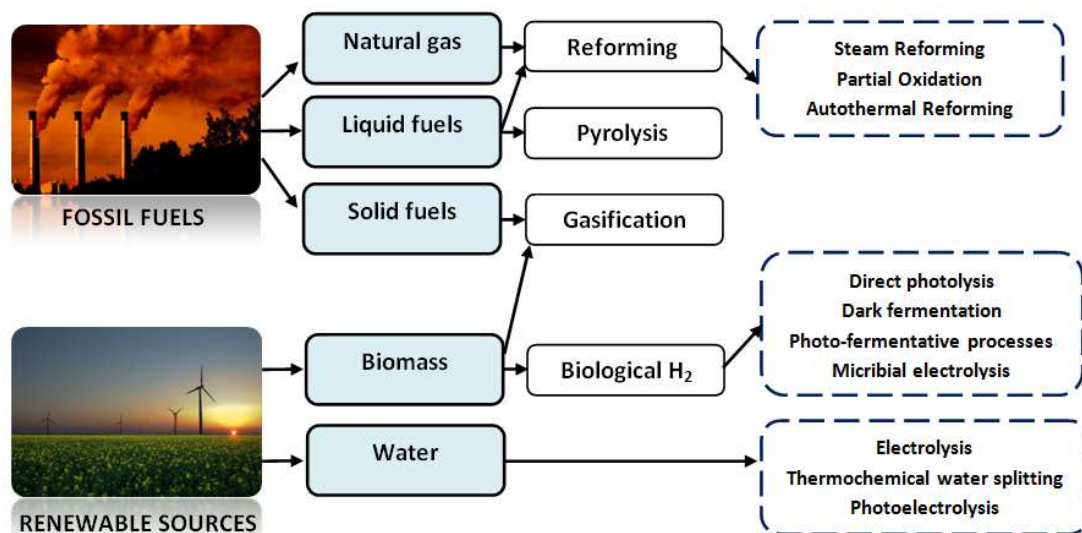 Natural gas
Reforming
Steam Reforming
Partial Oxidation
Autothermal Reforming
Liquid fuels
Pyrolysis
Solid fuels
Gasification
FOSSIL FUELS
Direct photolysis
Dark fermentation
Photo-fermentative processes
Micribial electrolysis
Biomass
Biological H₂
Water
Electrolysis
Thermochemical water splitting
Photoelectrolysis
RENEWABLE SOURCES